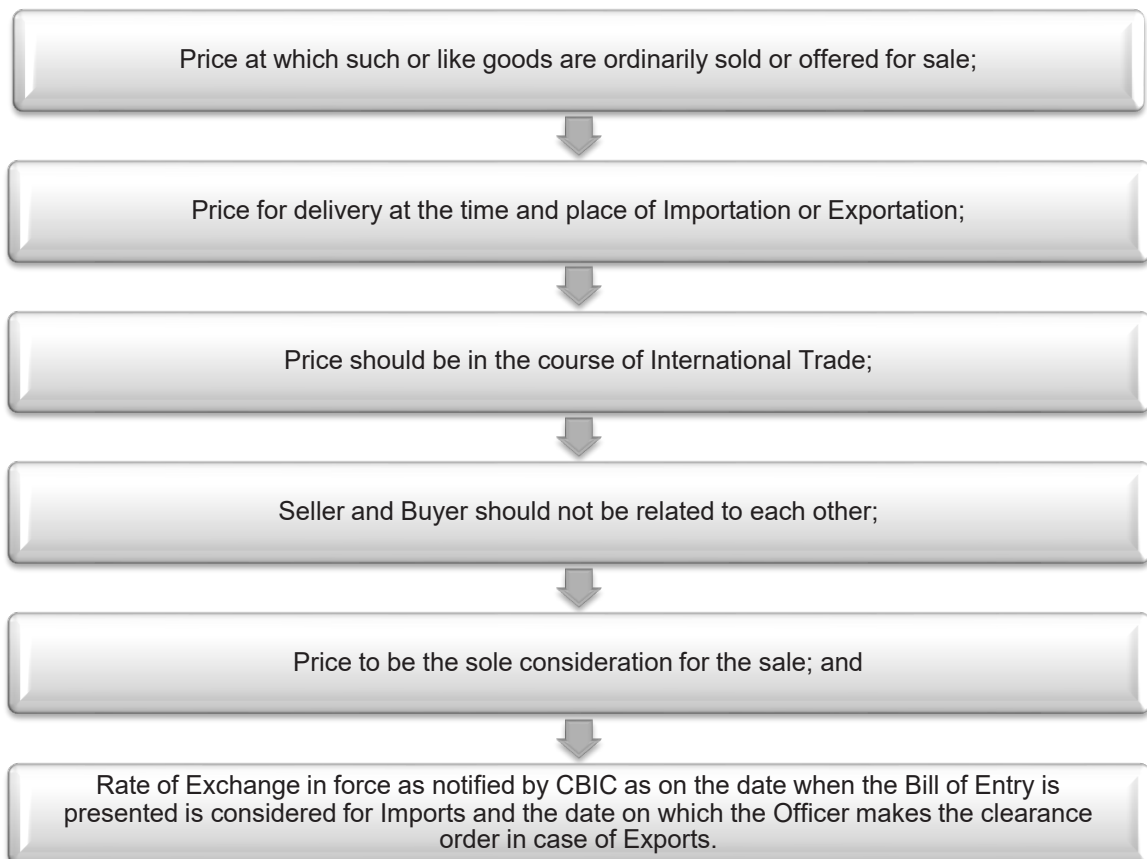 Price at which such or like goods are ordinarily sold or offered for sale;
Price for delivery at the time and place of Importation or Exportation;
Price should be in the course of International Trade;
Seller and Buyer should not be related to each other;
Price to be the sole consideration for the sale; and
Rate of Exchange in force as notified by CBIC as on the date when the Bill of Entry is
presented is considered for Imports and the date on which the Officer makes the clearance
order in case of Exports.